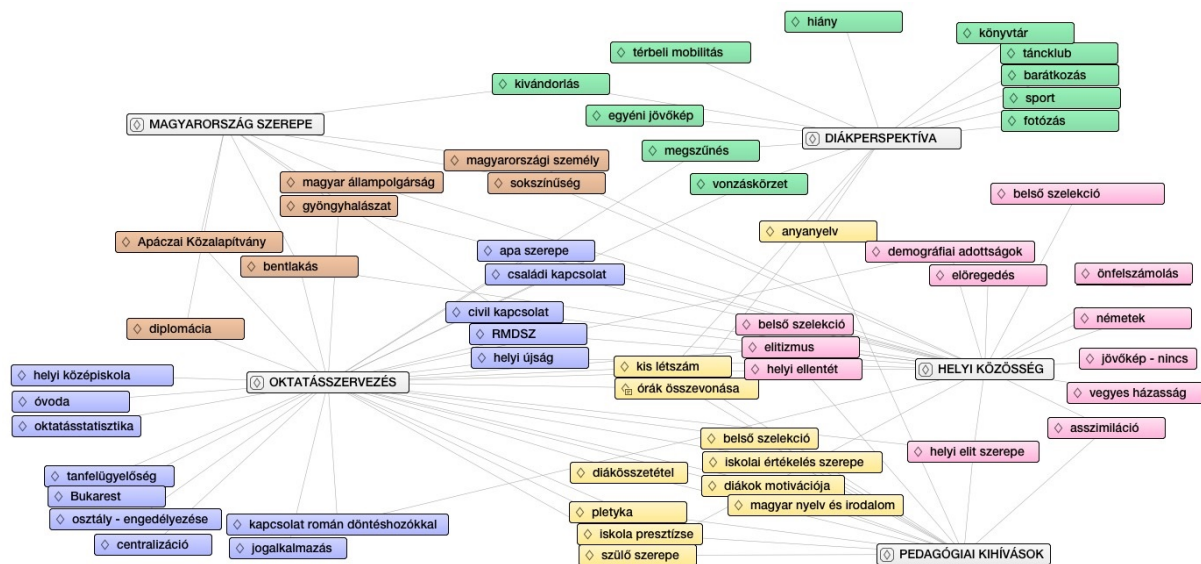 hiány
könyvtár
térbeli mobilitás
táncklub
barátkozás
kivándorlás
sport
egyéni jövőkép
fotózás
MAGYARORSZÁG SZEREPE
DIÁKPERSPEKTÍVA
megszűnés
magyarországi személy
magyar állampolgárság
sokszínűség
vonzáskörzet
belső szelekció
gyöngyhalászat
anyanyelv
Apáczai Közalapítvány
apa szerepe
demográfiai adottságok
bentlakás
családi kapcsolat
elöregedés
önfelszámolás
civil kapcsolat
diplomácia
RMDSZ
belső szelekció
németek
elitizmus
helyi újság
jövőkép - nincs
kis létszám
helyi ellentét
HELYI KÖZÖSSÉG
helyi középiskola
OKTATÁSSZERVEZÉS
órák összevonása
vegyes házasság
óvoda
oktatásstatisztika
asszimiláció
belső szelekció
helyi elit szerepe
iskolai értékelés szerepe
diákösszetétel
tanfelügyelőség
diákok motivációja
Bukarest
magyar nyelv és irodalom
pletyka
osztály - engedélyezése
kapcsolat román döntéshozókkal
iskola presztízse
centralizáció
jogalkalmazás
szülő szerepe
PEDAGÓGIAI KIHÍVÁSOK